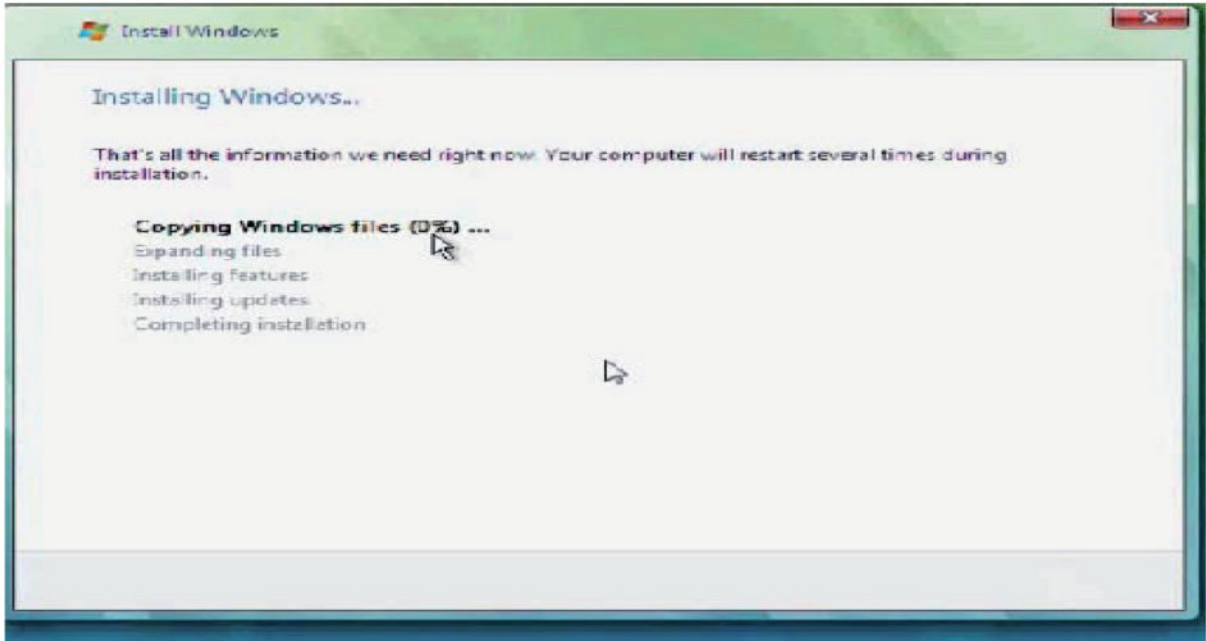 Install Windows
Installing Windows...
That's all the information we need right now. Your computer will restart several times during
installation.
Copying Windows files (0%) ...
Expanding files
Installing features
Installing updates
Completing installation